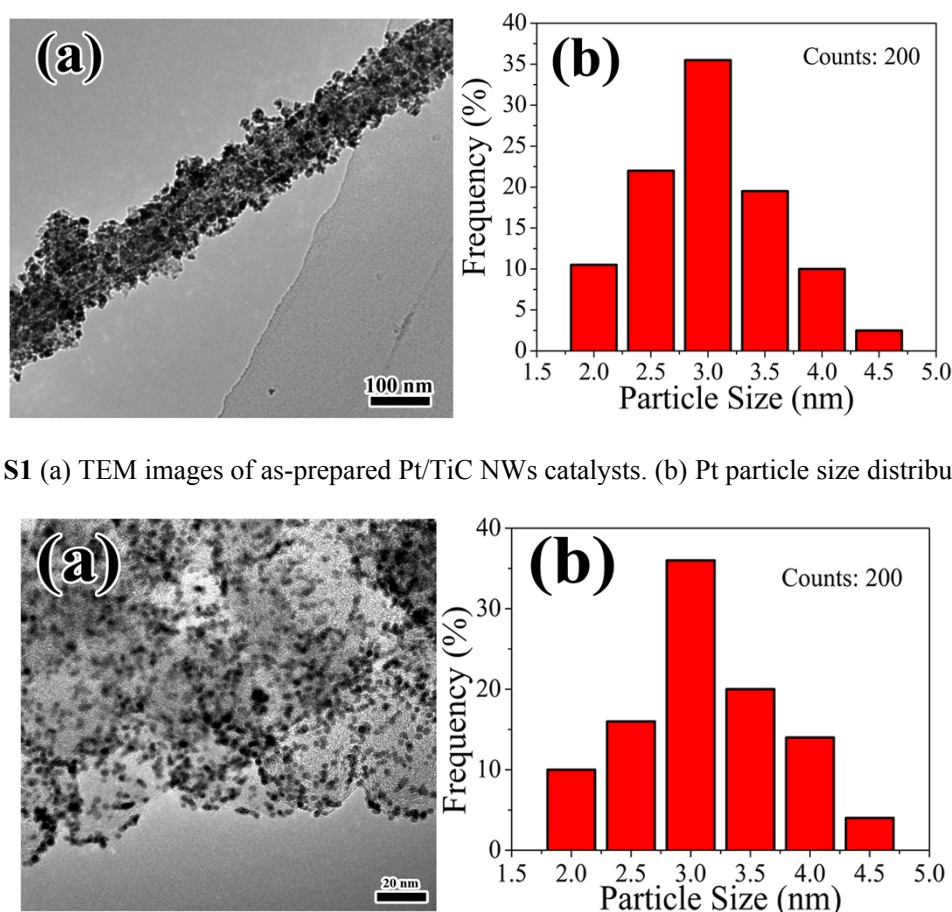 (a)
100 nm
(b)
Counts: 200
Frequency (%)
40
35
30
25
20
15
10
5
0
1.5 2.0 2.5 3.0 3.5 4.0 4.5 5.0
Particle Size (nm)
S1 (a) TEM images of as-prepared Pt/TiC NWs catalysts. (b) Pt particle size distribu
(a)
20 nm
(b)
Counts: 200
Frequency (%)
40
30
20
10
0
1.5 2.0 2.5 3.0 3.5 4.0 4.5 5.0
Particle Size (nm)